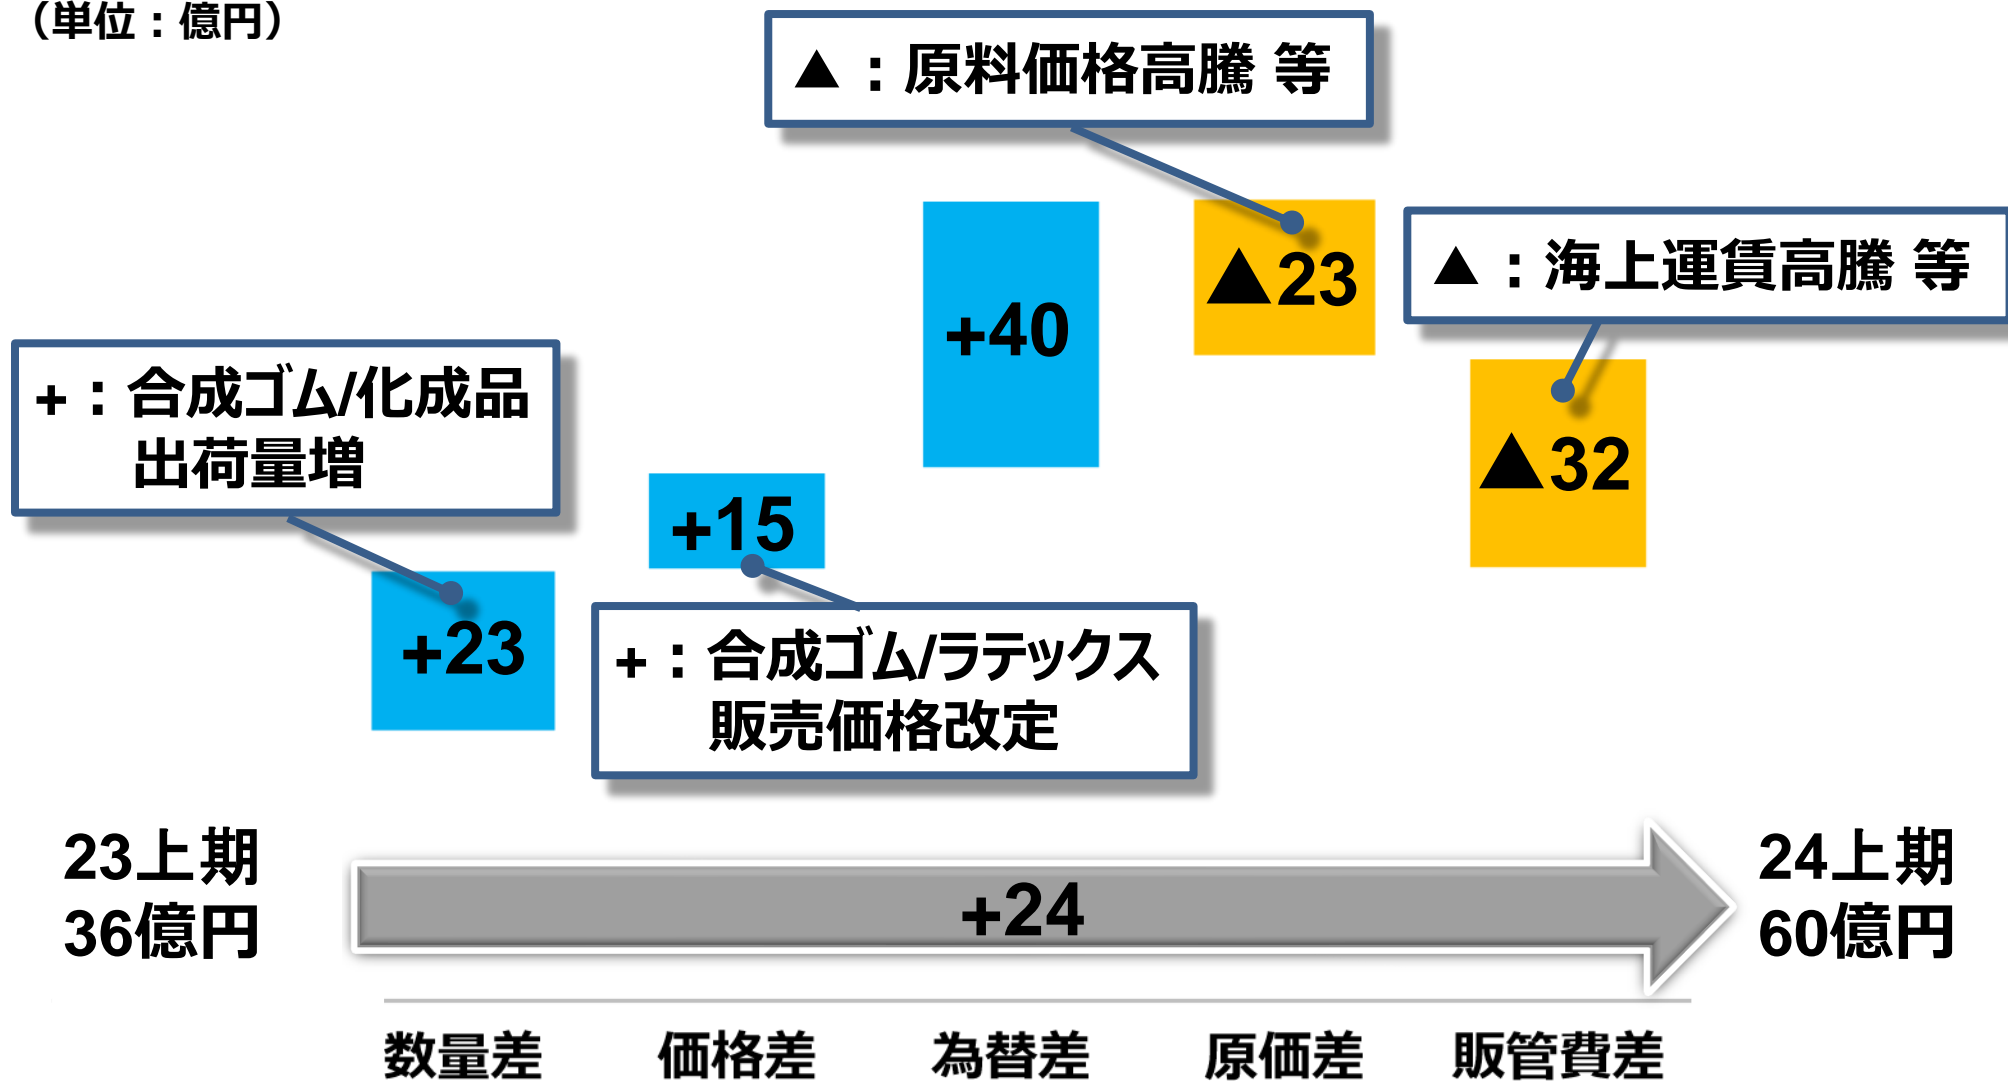 （単位：億円）
▲：原料価格高騰 等
▲：海上運賃高騰 等
+：合成ゴム/化成品
出荷量増
+40
▲23
▲32
+15
+23
+：合成ゴム/ラテックス
販売価格改定
23上期
36億円
+24
24上期
60億円
数量差 価格差 為替差 原価差 販管費差